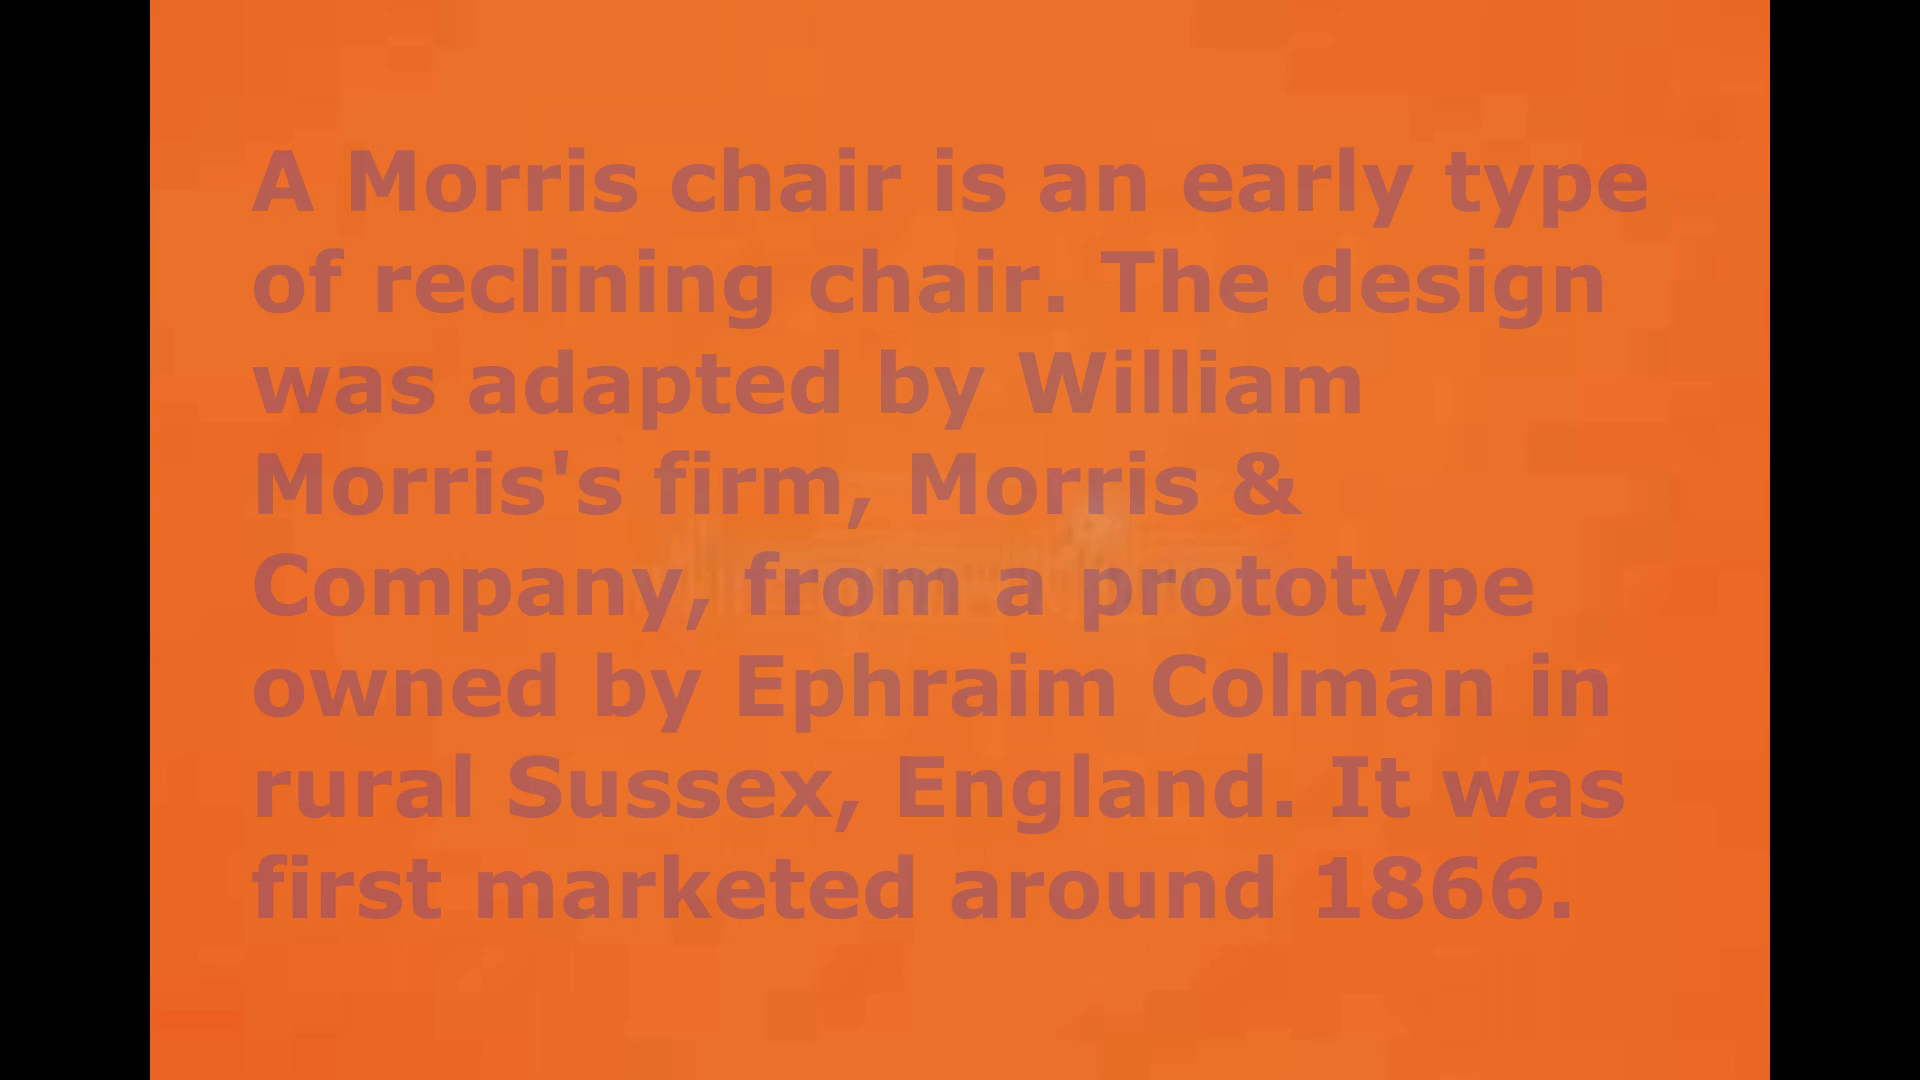 A Morris chair is an early type
of reclining chair. The design
was adapted by William
Morris's firm, Morris &
Company, from a prototype
owned by Ephraim Colman in
rural Sussex, England. It was
first marketed around 1866.